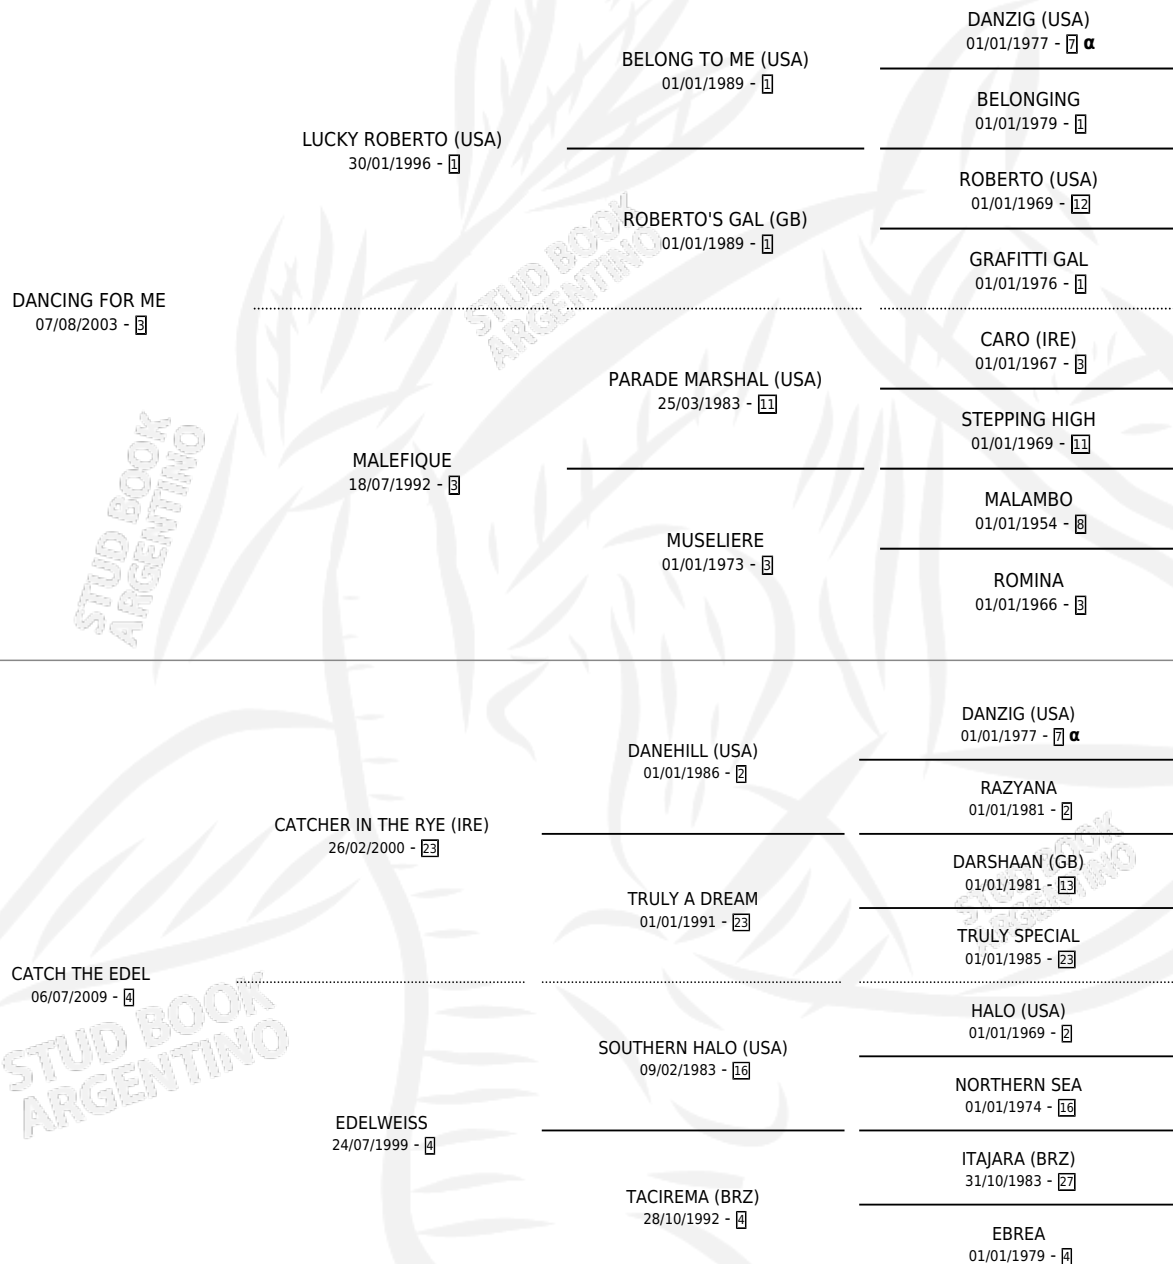 DANZIG (USA)
01/01/1977 - 7 α
BELONG TO ME (USA)
01/01/1989 - 1
BELONGING
01/01/1979 - 1
LUCKY ROBERTO (USA)
30/01/1996 - 1
ROBERTO (USA)
01/01/1969 - 12
ROBERTO'S GAL (GB)
01/01/1989 - 1
GRAFITTI GAL
01/01/1976 - 1
DANCING FOR ME
07/08/2003 - 3
CARO (IRE)
01/01/1967 - 3
PARADE MARSHAL (USA)
25/03/1983 - 11
STEPPING HIGH
01/01/1969 - 11
MALEFIQUE
18/07/1992 - 3
MALAMBO
01/01/1954 - 8
MUSELIERE
01/01/1973 - 3
ROMINA
01/01/1966 - 3
DANZIG (USA)
01/01/1977 - 7 α
DANEHILL (USA)
01/01/1986 - 2
RAZYANA
01/01/1981 - 2
CATCHER IN THE RYE (IRE)
26/02/2000 - 23
DARSHAAN (GB)
01/01/1981 - 13
TRULY A DREAM
01/01/1991 - 23
TRULY SPECIAL
01/01/1985 - 23
CATCH THE EDEL
06/07/2009 - 4
HALO (USA)
01/01/1969 - 2
SOUTHERN HALO (USA)
09/02/1983 - 16
NORTHERN SEA
01/01/1974 - 16
EDELWEISS
24/07/1999 - 4
ITAJARA (BRZ)
31/10/1983 - 27
TACIREMA (BRZ)
28/10/1992 - 4
EBREA
01/01/1979 - 4
STUD BOOK
ARGENTINO
STUD BOOK
ARGENTINO
STUD BOOK
ARGENTINO
STUD BOOK
ARGENTINO